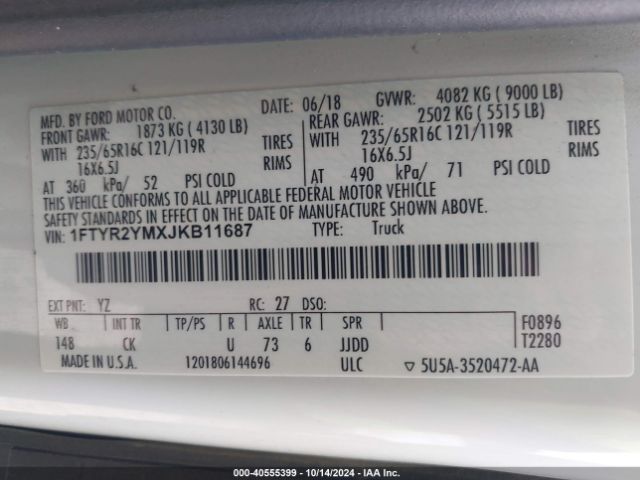 MFD. BY FORD MOTOR CO. DATE: 06/18 GVWR: 4082 KG ( 9000 LB)
FRONT GAWR: 1873 KG ( 4130 LB) REAR GAWR: 2502 KG ( 5515 LB)
WITH 235/65R16C 121/119R TIRES WITH 235/65R16C 121/119R TIRES
16X6.5J RIMS 16X6.5J RIMS
AT 360 kPa/ 52 PSI COLD AT 490 kPa/ 71 PSI COLD
THIS VEHICLE CONFORMS TO ALL APPLICABLE FEDERAL MOTOR VEHICLE
SAFETY STANDARDS IN EFFECT ON THE DATE OF MANUFACTURE SHOWN ABOVE.
VIN: 1FTYR2YMXJKB11687 TYPE: Truck
EXT PNT: YZ RC: 27 DSO:
WB INT TR TP/PS R AXLE TR SPR F0896
148 CK U 73 6 JJDD T2280
MADE IN U.S.A. 1201806144696 ULC ▽ 5U5A-3520472-AA
000-40555399 - 10/14/2024 - IAA Inc.